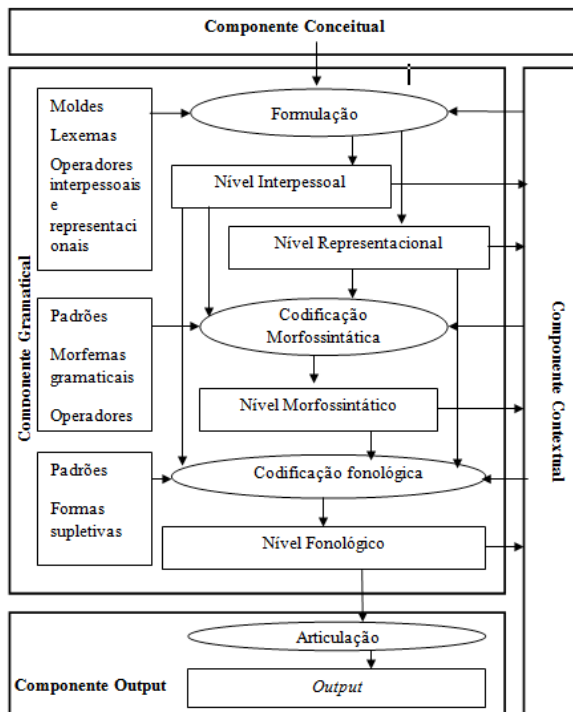 Componente Conceitual
Moldes
Lexemas
Operadores
interpessoais
e
representaci
onais
Formulação
Nível Interpessoal
Nível Representacional
Componente Gramatical
Padrões
Morfemas
gramaticais
Operadores
Codificação
Morfossintática
Nível Morfossintático
Padrões
Formas
supletivas
Codificação fonológica
Nível Fonológico
Componente Contextual
Articulação
Componente Output
Output